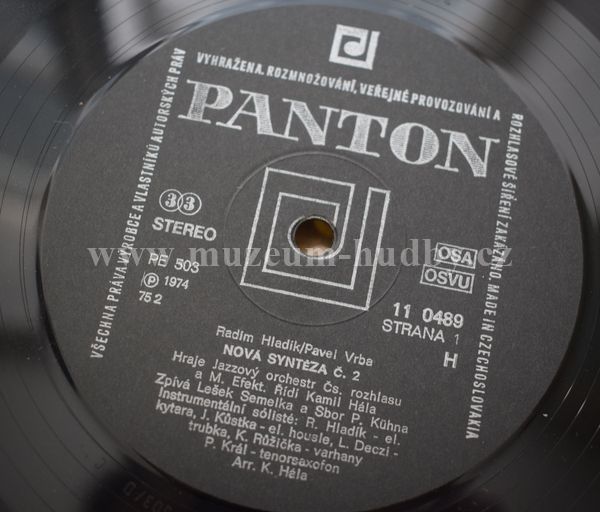 VŠECHNA PRÁVA VÝROBCE A VLASTNÍKŮ AUTORSKÝCH PRÁV
VYHRAŽENA. ROZMNOŽOVÁNÍ, VEŘEJNÉ PROVOZOVÁNÍ A
ROZHLASOVÉ ŠÍŘENÍ ZAKÁZÁNO. MADE IN CZECHOSLOVAKIA
PANTON
33
STEREO
PE 503
Ⓟ 1974
75 2
OSA
OSVU
11 0489
STRANA 1
H
www.muzeum-hudby.cz
Radim Hladík/Pavel Vrba
NOVÁ SYNTÉZA Č. 2
Hraje Jazzový orchestr Čs. rozhlasu
a M. Efekt. Řídí Kamil Hála
Zpívá Lešek Semelka a Sbor P. Kühna
Instrumentální sólisté: R. Hladík - el.
kytara, J. Kůstka - el. housle, L. Deczi -
trubka, K. Růžička - varhany
P. Král - tenorsaxofon
Arr. K. Hála